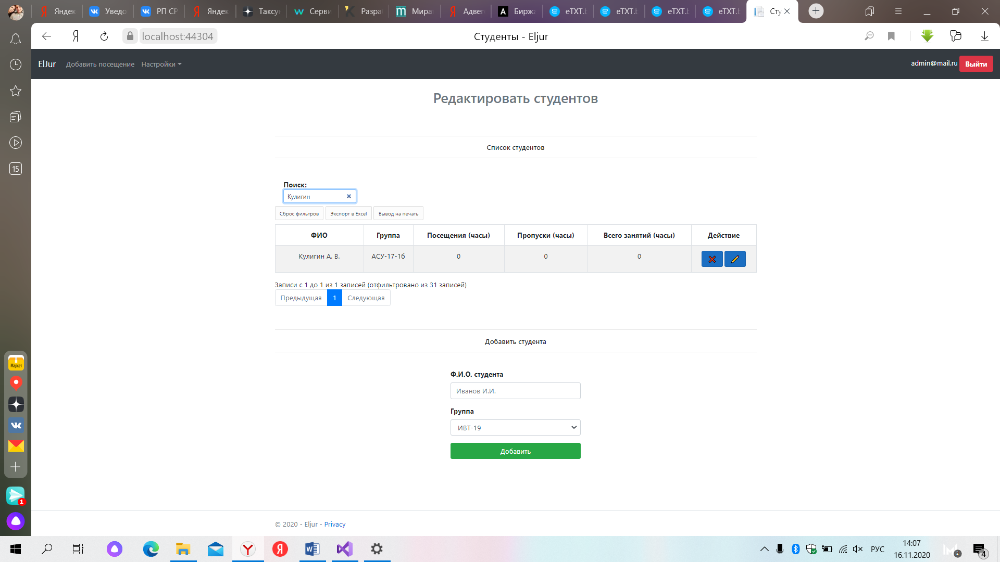 Яндек
Уведо
РП СР
Яндек
Таксу
Серви
Разра
Мира
Адвег
Биржа
eTXT.b
eTXT.b
eTXT.b
eTXT.b
Сту
localhost:44304
Студенты - Eljur
ElJur Добавить посещение Настройки
admin@mail.ru Выйти
15
Редактировать студентов
Список студентов
Поиск:
Кулигин
Сброс фильтров Экспорт в Excel Вывод на печать
ФИО Группа Посещения (часы) Пропуски (часы) Всего занятий (часы) Действие
Кулигин А. В. АСУ-17-1б 0 0 0
Записи с 1 до 1 из 1 записей (отфильтровано из 31 записей)
Предыдущая 1 Следующая
Добавить студента
Ф.И.О. студента
Иванов И.И.
Группа
ИВТ-19
Добавить
Маркет
1
© 2020 - Eljur - Privacy
РУС
14:07
16.11.2020
2
4